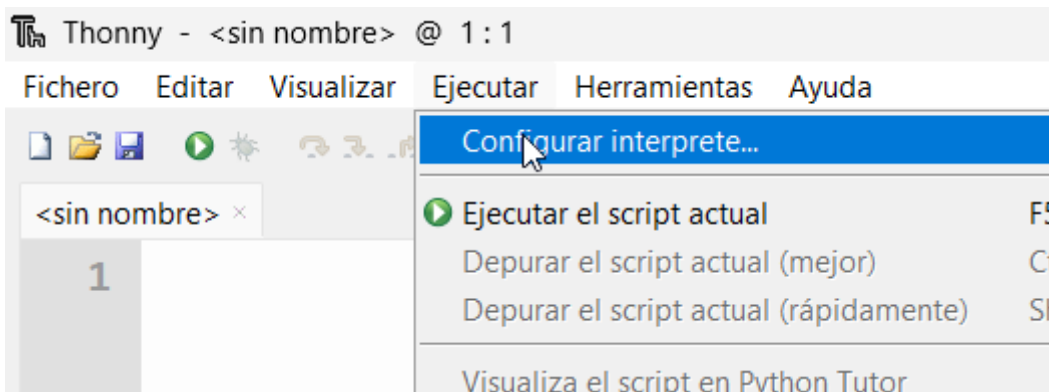 Thonny - <sin nombre> @ 1 : 1
Fichero Editar Visualizar Ejecutar Herramientas Ayuda
Configurar interprete...
<sin nombre> ×
Ejecutar el script actual F5
1 Depurar el script actual (mejor)
Depurar el script actual (rápidamente)
Visualiza el script en Python Tutor